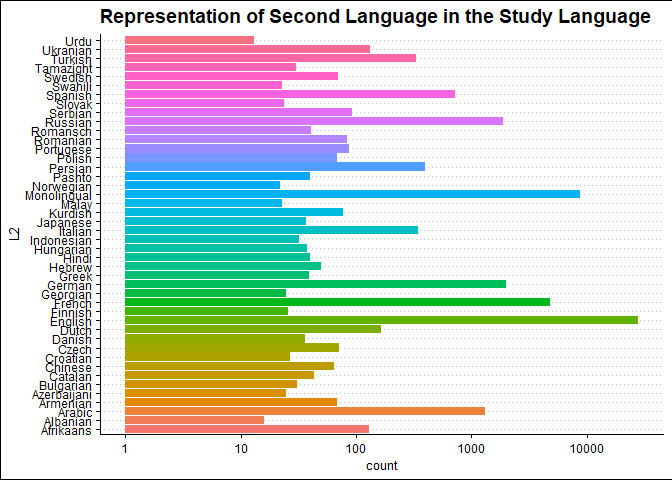 Representation of Second Language in the Study Language
L2
Urdu
Ukranian
Turkish
Tamazight
Swedish
Swahili
Spanish
Slovak
Serbian
Russian
Romansch
Romanian
Portugese
Polish
Persian
Pashto
Norwegian
Monolingual
Malay
Kurdish
Japanese
Italian
Indonesian
Hungarian
Hindi
Hebrew
Greek
German
Georgian
French
Finnish
English
Dutch
Danish
Czech
Croatian
Chinese
Catalan
Bulgarian
Azerbaijani
Armenian
Arabic
Albanian
Afrikaans
1 10 100 1000 10000
count